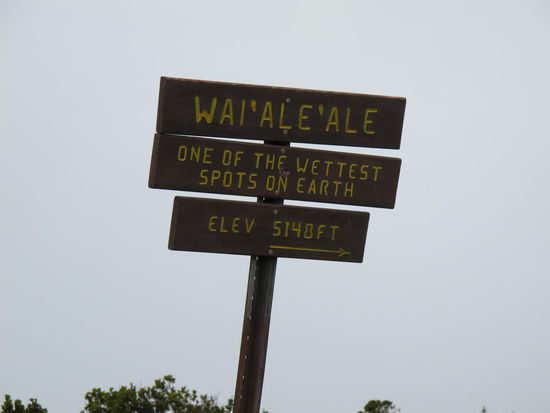 WAI'ALE'ALE
ONE OF THE WETTEST
SPOTS ON EARTH
ELEV 5148FT